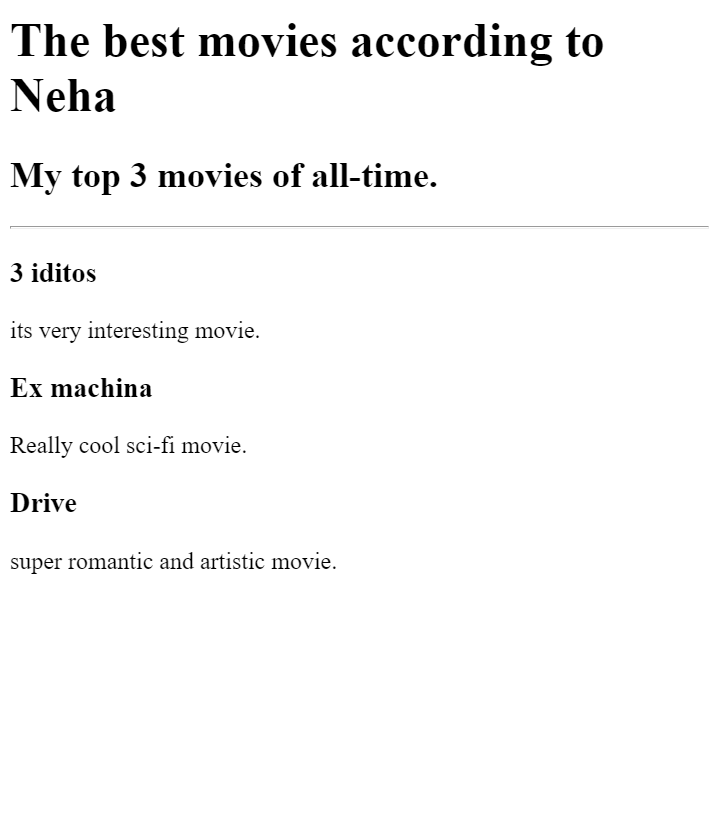 The best movies according to
Neha
My top 3 movies of all-time.
3 iditos
its very interesting movie.
Ex machina
Really cool sci-fi movie.
Drive
super romantic and artistic movie.